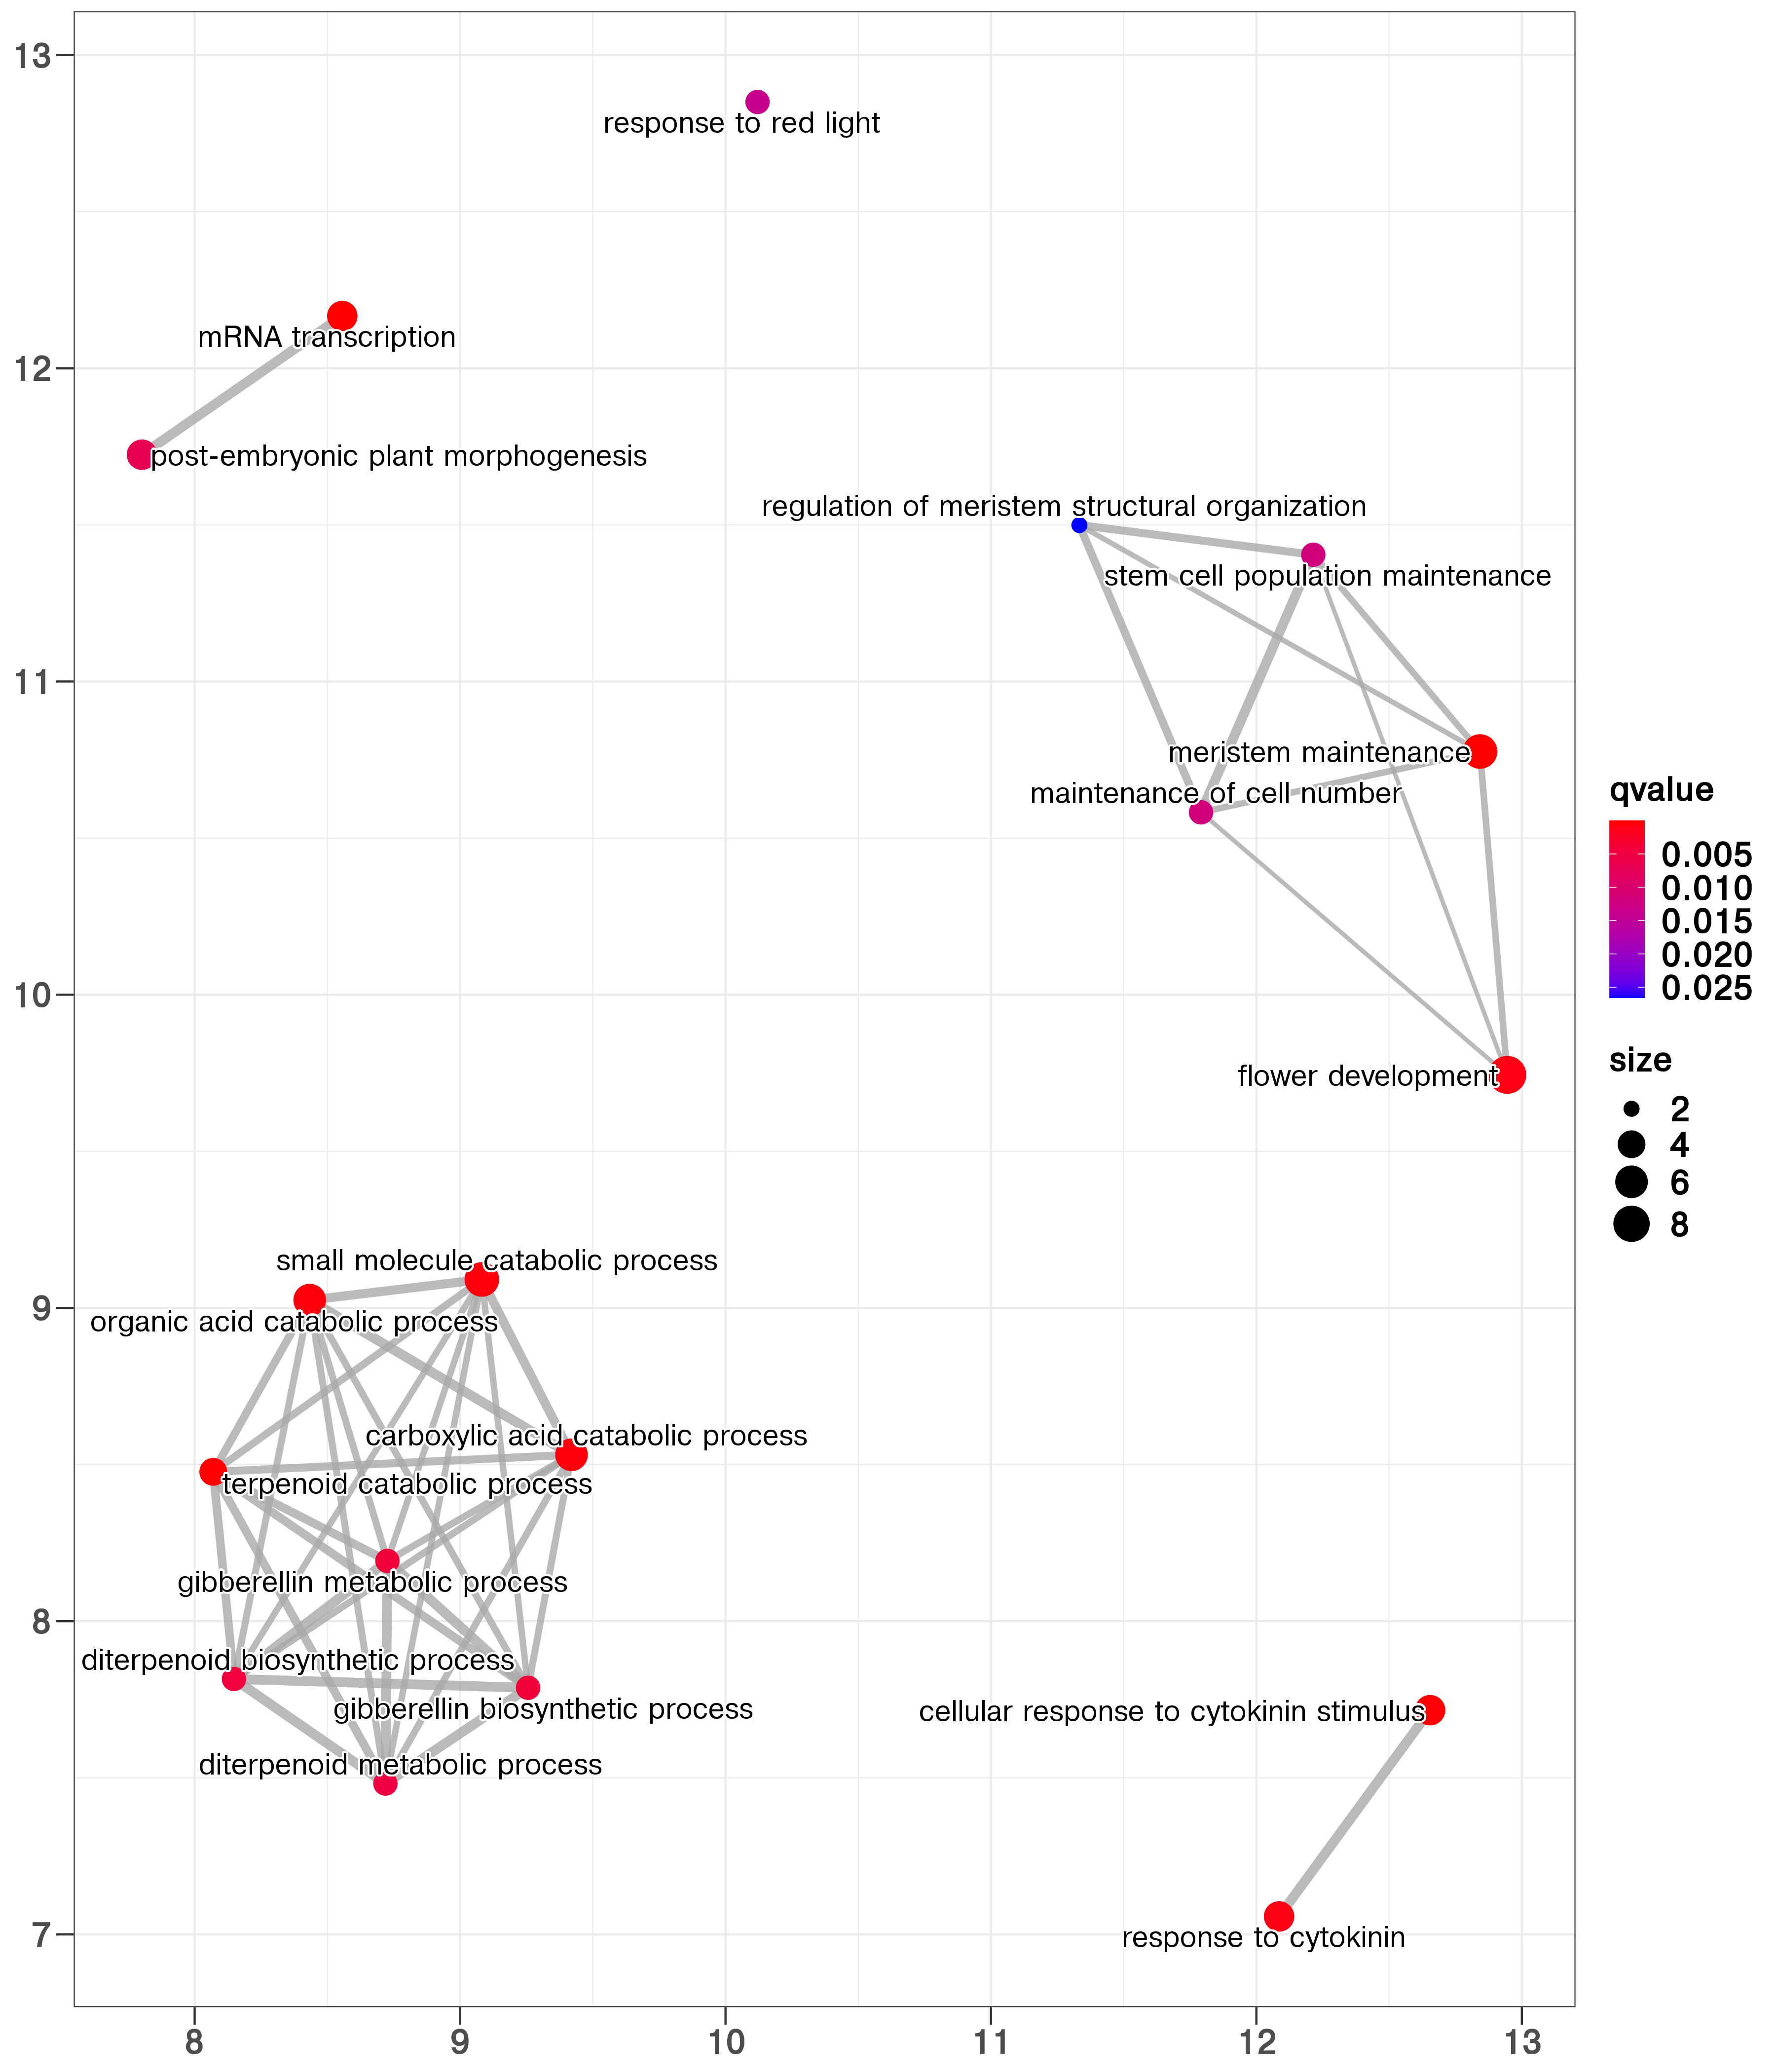 13
response to red light
mRNA transcription
12
post-embryonic plant morphogenesis
regulation of meristem structural organization
stem cell population maintenance
11
meristem maintenance
maintenance of cell number
qvalue
0.005
0.010
0.015
0.020
0.025
10
size
2
4
6
8
flower development
small molecule catabolic process
9
organic acid catabolic process
carboxylic acid catabolic process
terpenoid catabolic process
gibberellin metabolic process
8
diterpenoid biosynthetic process
gibberellin biosynthetic process
cellular response to cytokinin stimulus
diterpenoid metabolic process
7
response to cytokinin
8 9 10 11 12 13